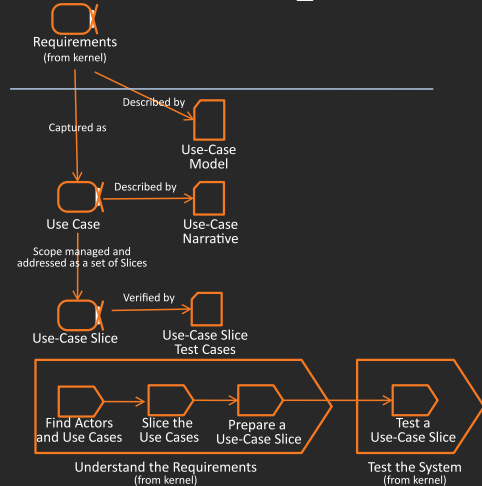 Requirements
(from kernel)
Described by
Captured as
Use-Case
Model
Described by
Use Case
Use-Case
Narrative
Scope managed and
addressed as a set of Slices
Verified by
Use-Case Slice
Use-Case Slice
Test Cases
Find Actors
and Use Cases
Slice the
Use Cases
Prepare a
Use-Case Slice
Test a
Use-Case Slice
Understand the Requirements
(from kernel)
Test the System
(from kernel)